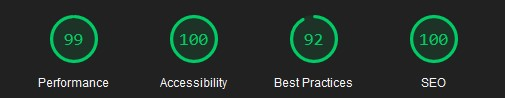 99 100 92 100
Performance Accessibility Best Practices SEO